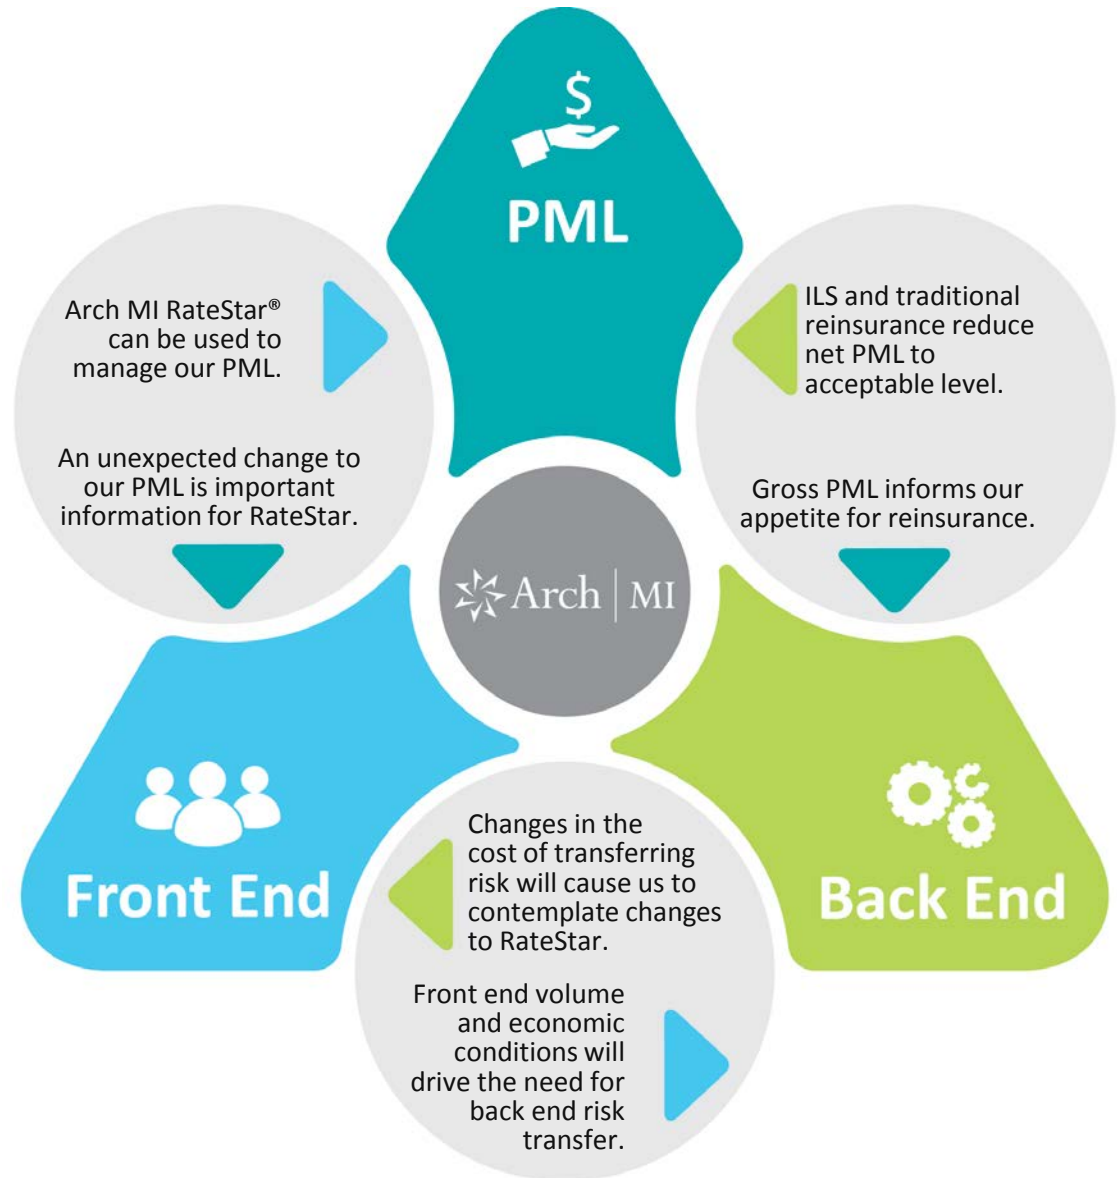 $
PML
Arch MI RateStar®
can be used to
manage our PML.
An unexpected change to
our PML is important
information for RateStar.
ILS and traditional
reinsurance reduce
net PML to
acceptable level.
Gross PML informs our
appetite for reinsurance.
Arch | MI
Front End
Changes in the
cost of transferring
risk will cause us to
contemplate changes
to RateStar.
Front end volume
and economic
conditions will
drive the need for
back end risk
transfer.
Back End